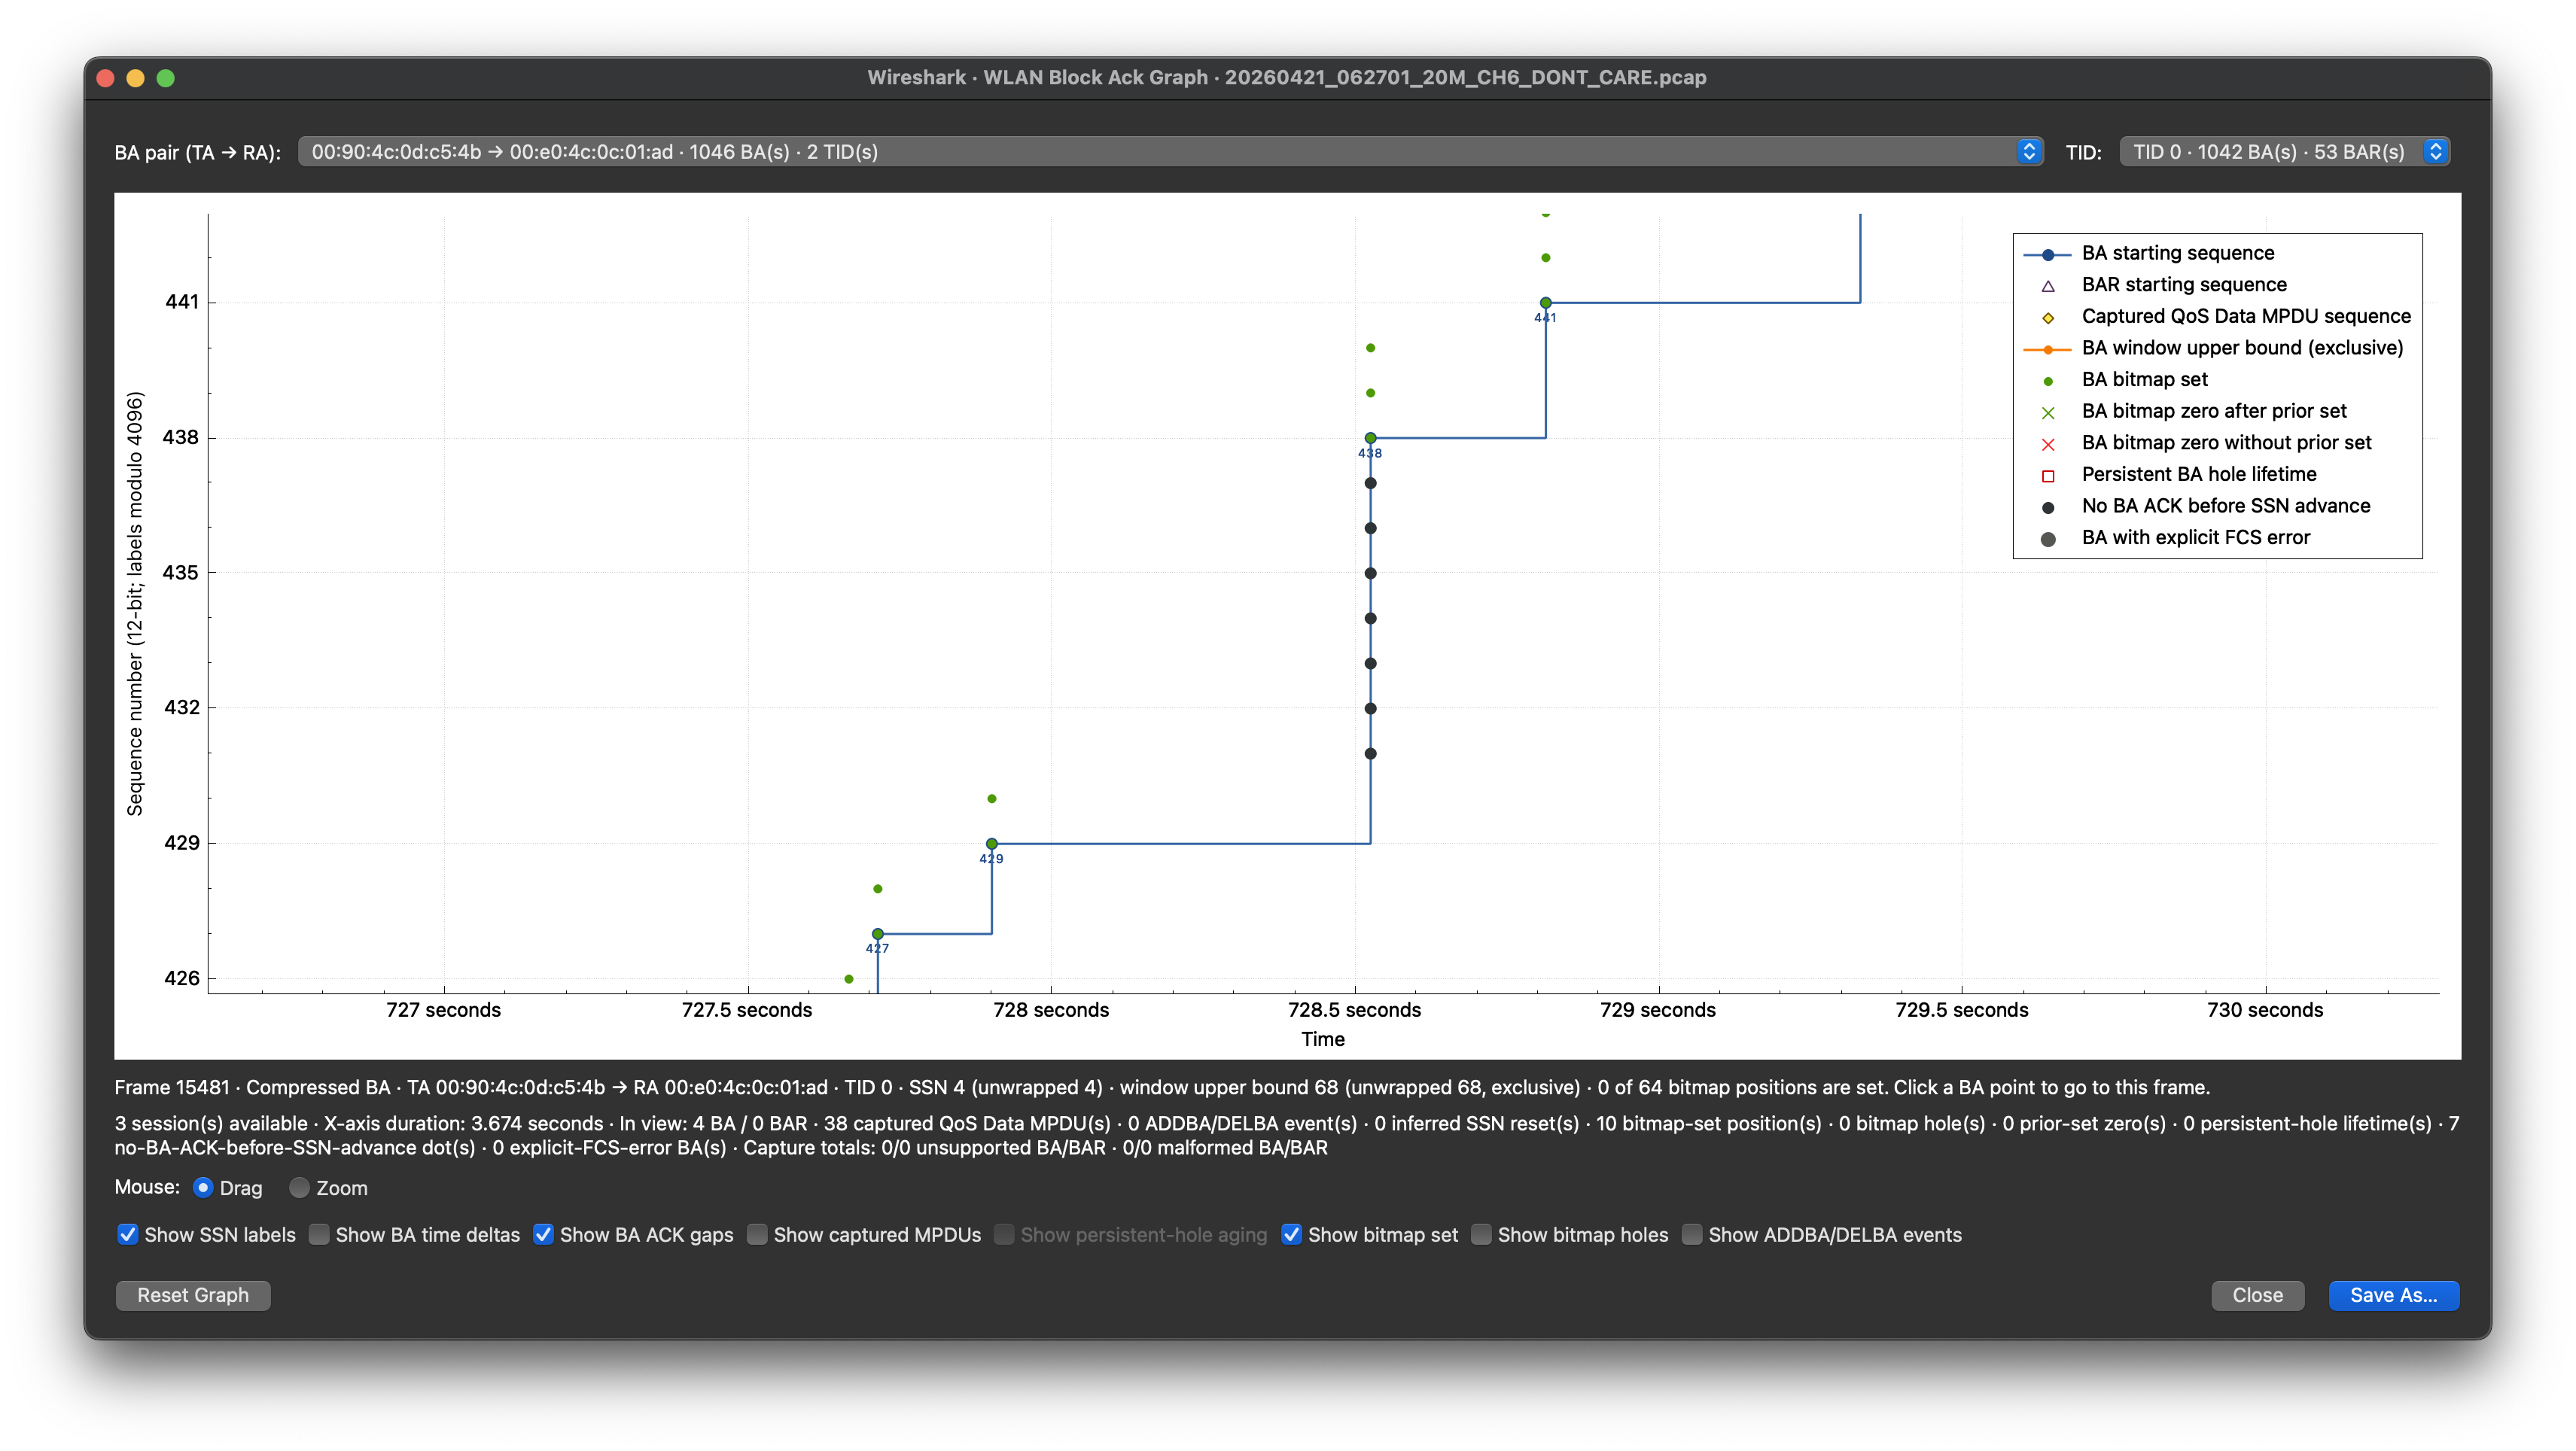 Wireshark · WLAN Block Ack Graph · 20260421_062701_20M_CH6_DONT_CARE.pcap
BA pair (TA → RA): 00:90:4c:0d:c5:4b → 00:e0:4c:0c:01:ad · 1046 BA(s) · 2 TID(s) TID: TID 0 · 1042 BA(s) · 53 BAR(s)
Sequence number (12-bit; labels modulo 4096)
441
438
435
432
429
426
441
438
429
427
BA starting sequence
BAR starting sequence
Captured QoS Data MPDU sequence
BA window upper bound (exclusive)
BA bitmap set
BA bitmap zero after prior set
BA bitmap zero without prior set
Persistent BA hole lifetime
No BA ACK before SSN advance
BA with explicit FCS error
727 seconds 727.5 seconds 728 seconds 728.5 seconds 729 seconds 729.5 seconds 730 seconds
Time
Frame 15481 · Compressed BA · TA 00:90:4c:0d:c5:4b → RA 00:e0:4c:0c:01:ad · TID 0 · SSN 4 (unwrapped 4) · window upper bound 68 (unwrapped 68, exclusive) · 0 of 64 bitmap positions are set. Click a BA point to go to this frame.
3 session(s) available · X-axis duration: 3.674 seconds · In view: 4 BA / 0 BAR · 38 captured QoS Data MPDU(s) · 0 ADDBA/DELBA event(s) · 0 inferred SSN reset(s) · 10 bitmap-set position(s) · 0 bitmap hole(s) · 0 prior-set zero(s) · 0 persistent-hole lifetime(s) · 7
no-BA-ACK-before-SSN-advance dot(s) · 0 explicit-FCS-error BA(s) · Capture totals: 0/0 unsupported BA/BAR · 0/0 malformed BA/BAR
Mouse: Drag Zoom
Show SSN labels Show BA time deltas Show BA ACK gaps Show captured MPDUs Show persistent-hole aging Show bitmap set Show bitmap holes Show ADDBA/DELBA events
Reset Graph Close Save As...